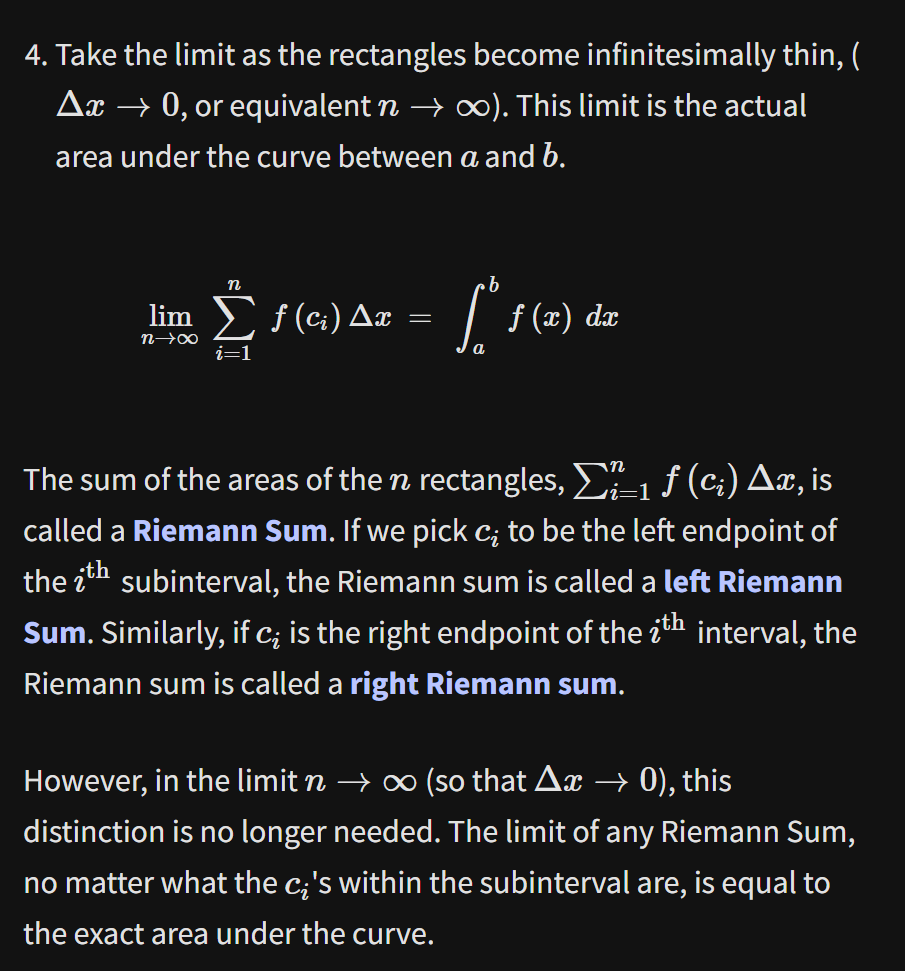 4. Take the limit as the rectangles become infinitesimally thin, (
Δx → 0, or equivalent n → ∞). This limit is the actual
area under the curve between a and b.
lim_{n→∞} ∑_{i=1}^{n} f (c_i) Δx = ∫_a^b f (x) dx
The sum of the areas of the n rectangles, ∑_{i=1}^{n} f (c_i) Δx, is
called a Riemann Sum. If we pick c_i to be the left endpoint of
the i^th subinterval, the Riemann sum is called a left Riemann
Sum. Similarly, if c_i is the right endpoint of the i^th interval, the
Riemann sum is called a right Riemann sum.
However, in the limit n → ∞ (so that Δx → 0), this
distinction is no longer needed. The limit of any Riemann Sum,
no matter what the c_i's within the subinterval are, is equal to
the exact area under the curve.